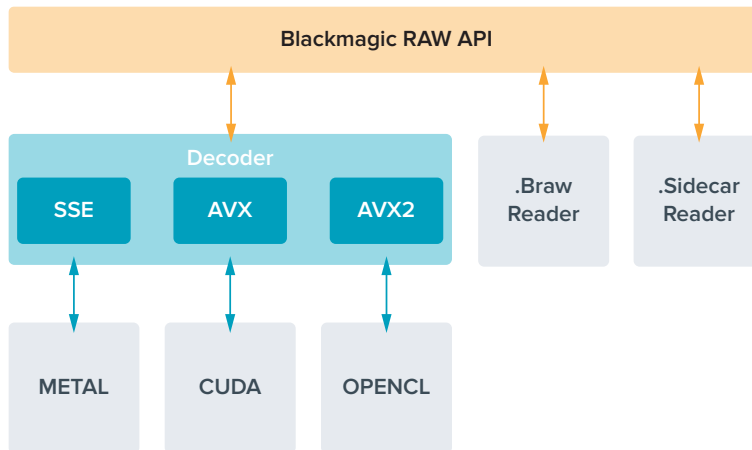 Blackmagic RAW API
Decoder
SSE
AVX
AVX2
.Braw
Reader
.Sidecar
Reader
METAL
CUDA
OPENCL